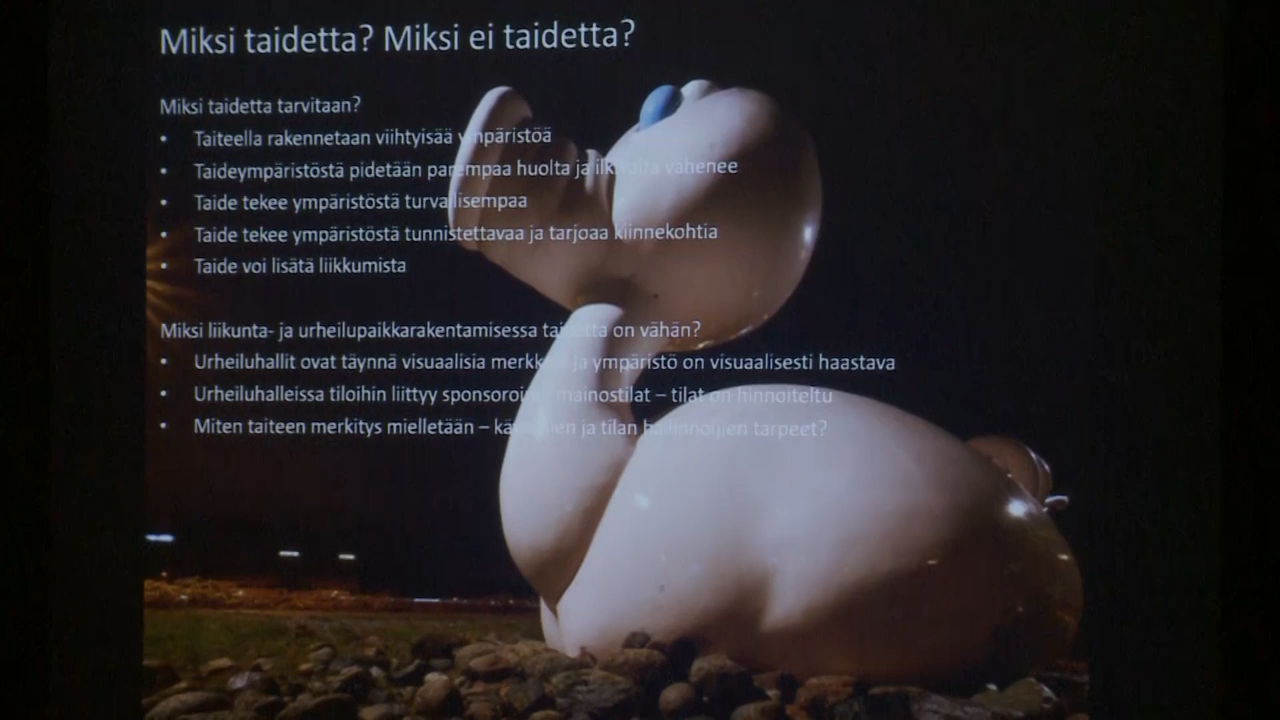 Miksi taidetta? Miksi ei taidetta?
Miksi taidetta tarvitaan?
• Taiteella rakennetaan viihtyisää ympäristöä
• Taideympäristöstä pidetään parempaa huolta ja ilkivalta vähenee
• Taide tekee ympäristöstä turvallisempaa
• Taide tekee ympäristöstä tunnistettavaa ja tarjoaa kiinnekohtia
• Taide voi lisätä liikkumista
Miksi liikunta- ja urheilupaikkarakentamisessa taidetta on vähän?
• Urheiluhallit ovat täynnä visuaalisia merkkejä ja ympäristö on visuaalisesti haastava
• Urheiluhalleissa tiloihin liittyy mainostilat – tilat on hinnoiteltu
• Miten taiteen merkitys mielletään – ja tilan tarpeet?